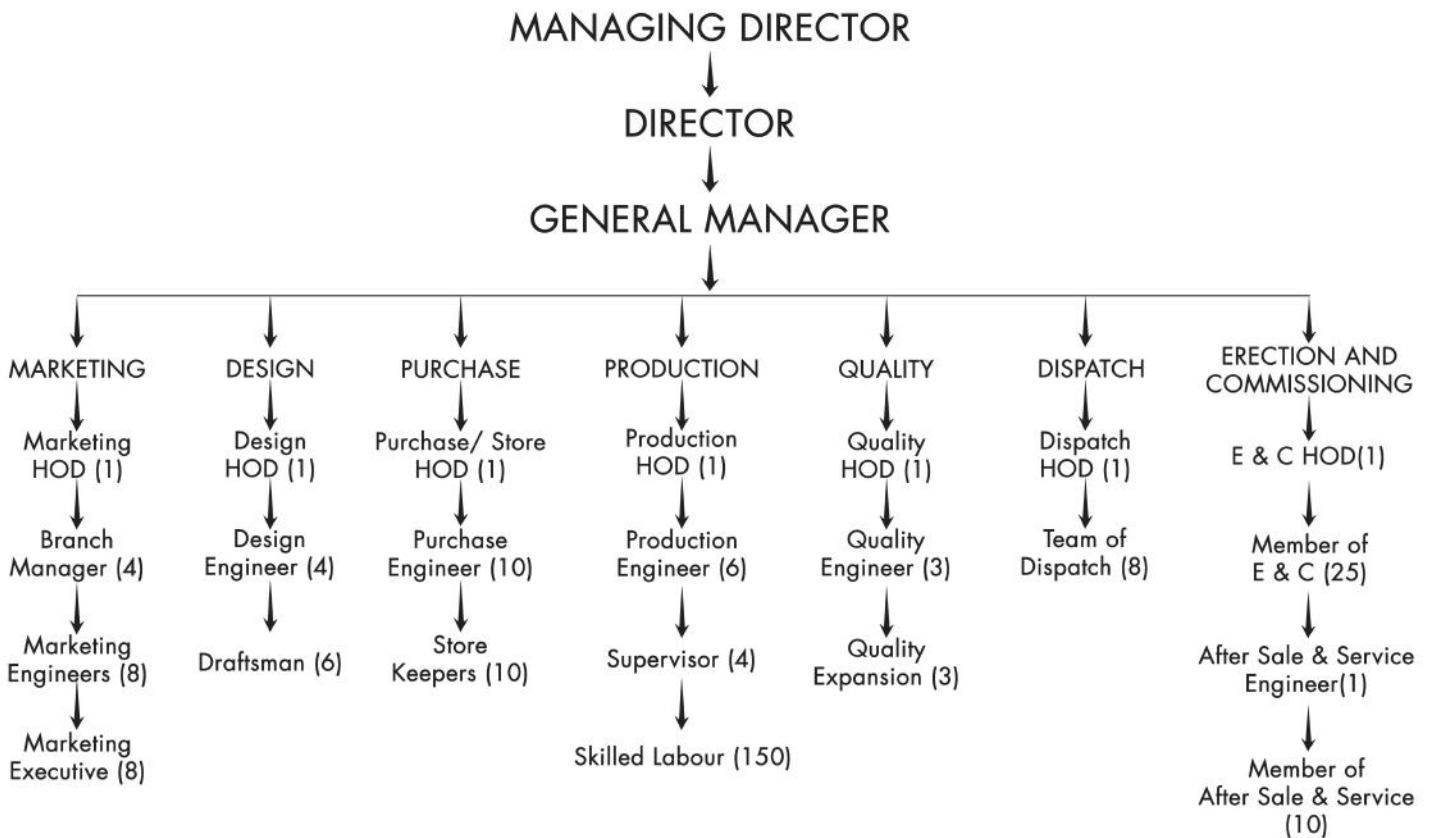 MANAGING DIRECTOR
DIRECTOR
GENERAL MANAGER
MARKETING
Marketing
HOD (1)
Branch
Manager (4)
Marketing
Engineers (8)
Marketing
Executive (8)
DESIGN
Design
HOD (1)
Design
Engineer (4)
Draftsman (6)
PURCHASE
Purchase/ Store
HOD (1)
Purchase
Engineer (10)
Store
Keepers (10)
PRODUCTION
Production
HOD (1)
Production
Engineer (6)
Supervisor (4)
Skilled Labour (150)
QUALITY
Quality
HOD (1)
Quality
Engineer (3)
Quality
Expansion (3)
DISPATCH
Dispatch
HOD (1)
Team of
Dispatch (8)
ERECTION AND
COMMISSIONING
E & C HOD(1)
Member of
E & C (25)
After Sale & Service
Engineer(1)
Member of
After Sale & Service
(10)